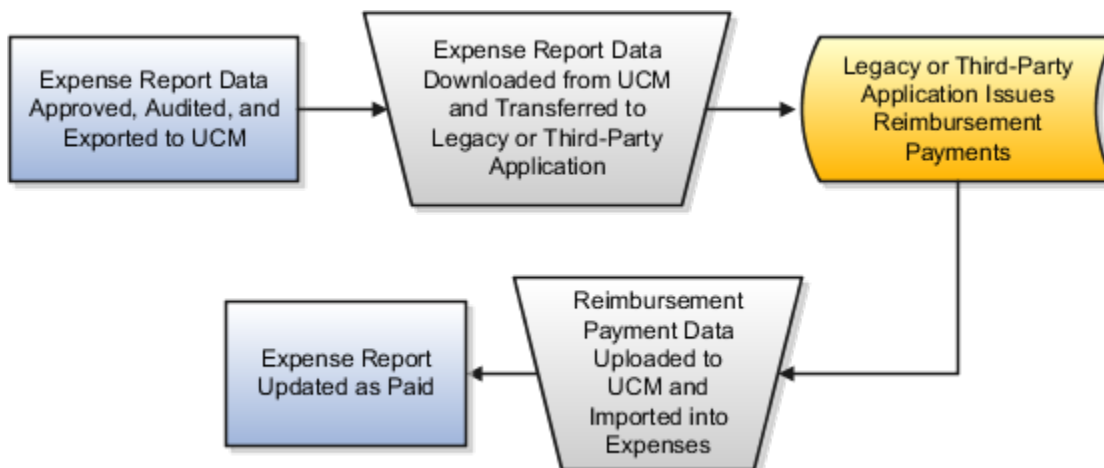 Expense Report Data
Approved, Audited, and
Exported to UCM
Expense Report Data
Downloaded from UCM
and Transferred to
Legacy or Third-Party
Application
Legacy or Third-Party
Application Issues
Reimbursement
Payments
Reimbursement
Payment Data
Uploaded to
UCM and
Imported into
Expenses
Expense Report
Updated as Paid